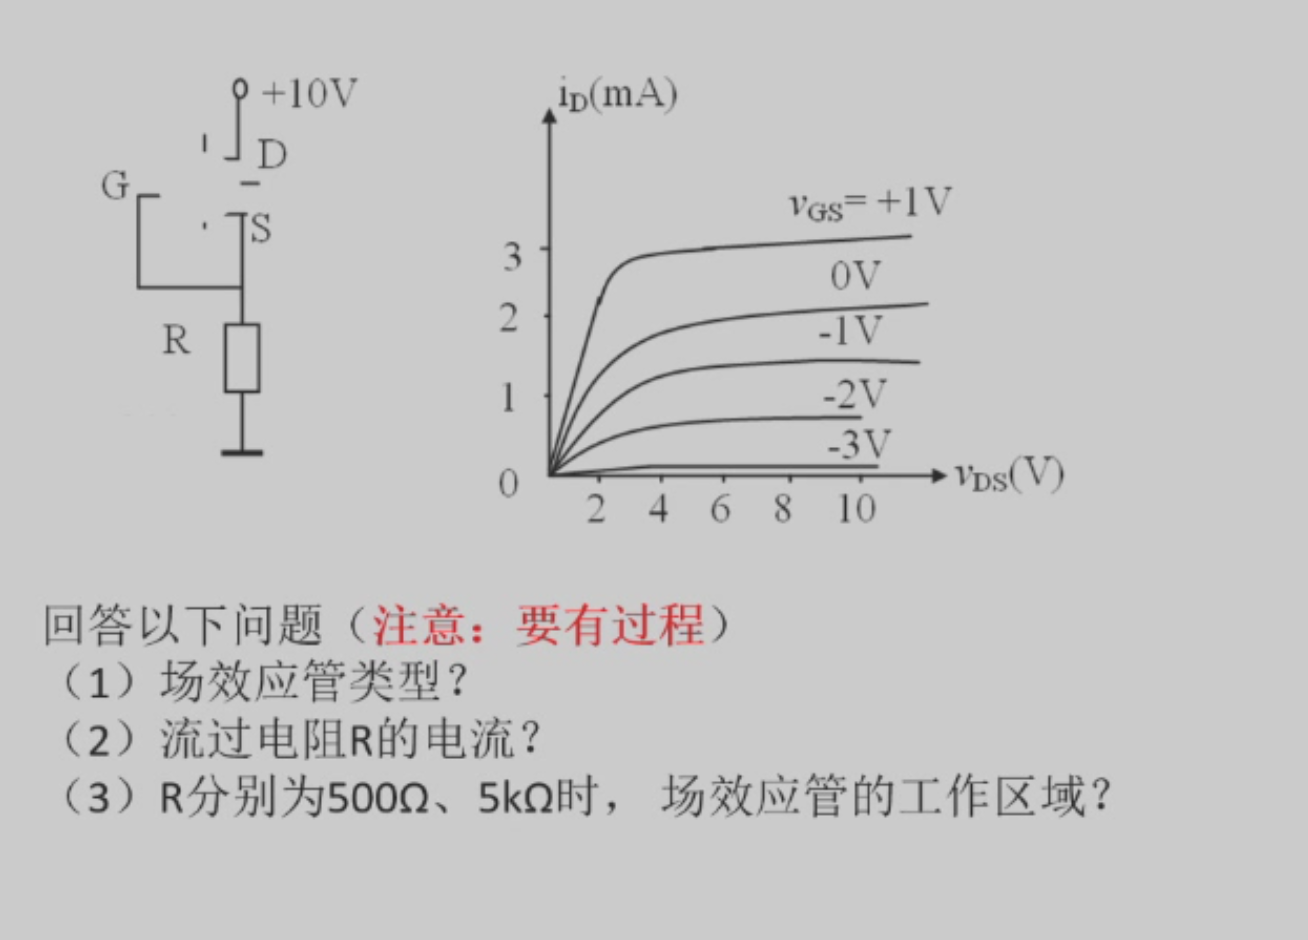 +10V
D
G
S
R
iD(mA)
vGS= +1V
3
0V
2
-1V
1
-2V
-3V
0
vDS(V)
2 4 6 8 10
回答以下问题（注意：要有过程）
（1）场效应管类型？
（2）流过电阻R的电流？
（3）R分别为500Ω、5kΩ时， 场效应管的工作区域？